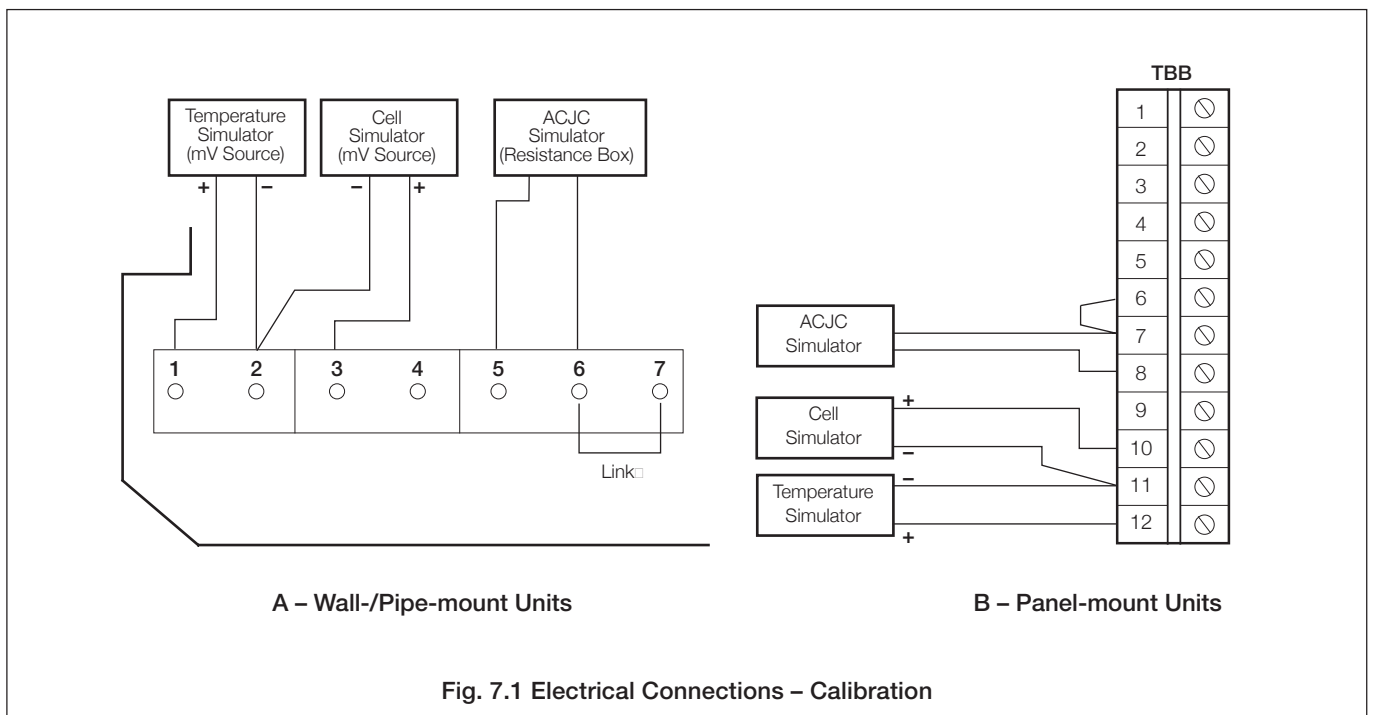 TBB
Temperature
Simulator
(mV Source)
Cell
Simulator
(mV Source)
ACJC
Simulator
(Resistance Box)
+
–
–
+
1
2
3
4
5
6
7
Link□
1
2
3
4
5
6
7
8
9
10
11
12
ACJC
Simulator
Cell
Simulator
+
–
Temperature
Simulator
–
+
A – Wall-/Pipe-mount Units
B – Panel-mount Units
Fig. 7.1 Electrical Connections – Calibration